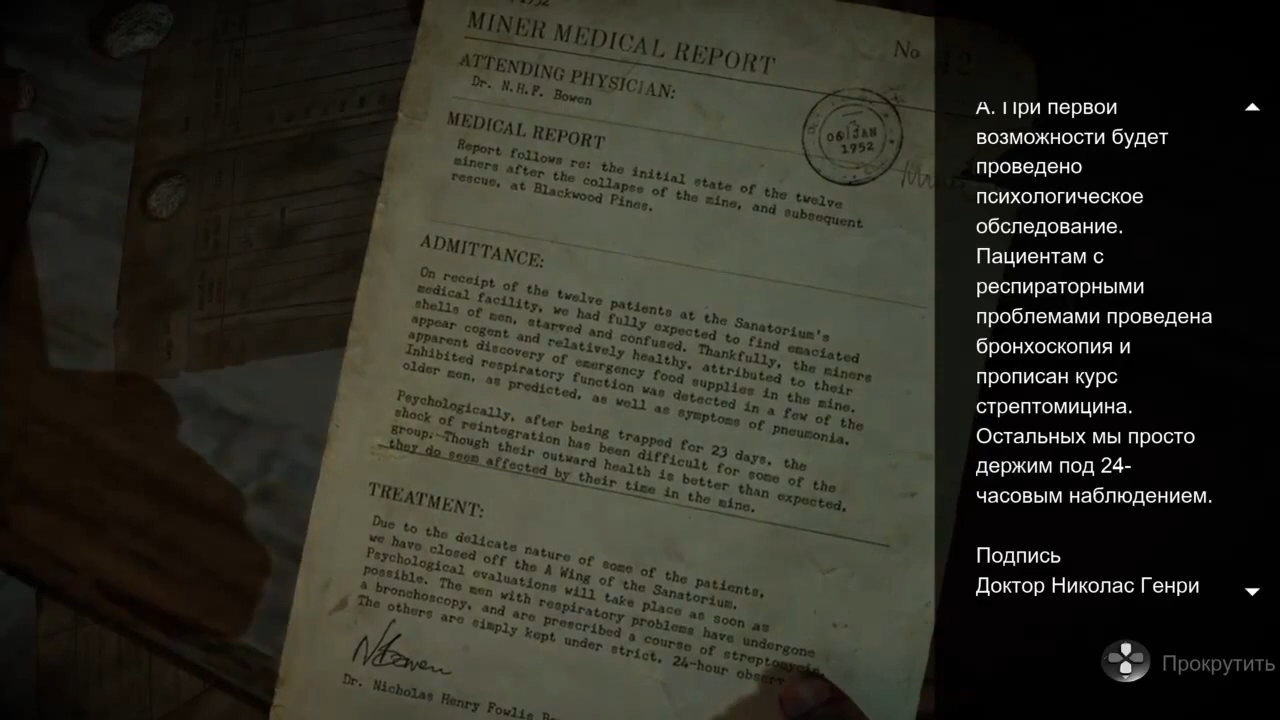 1952
MINER MEDICAL REPORT
No
ATTENDING PHYSICIAN:
Dr. N.H.F. Bowen
06 JAN
1952
MEDICAL REPORT
Report follows re: the initial state of the twelve
miners after the collapse of the mine, and subsequent
rescue, at Blackwood Pines.
ADMITTANCE:
On receipt of the twelve patients at the Sanatorium's
medical facility, we had fully expected to find emaciated
shells of men, starved and confused. Thankfully, the miners
appear cogent and relatively healthy, attributed to their
apparent discovery of emergency food supplies in the mine.
Inhibited respiratory function was detected in a few of the
older men, as predicted, as well as symptoms of pneumonia.
Psychologically, after being trapped for 23 days, the
shock of reintegration has been difficult for some of the
group. Though their outward health is better than expected,
they do seem affected by their time in the mine.
TREATMENT:
Due to the delicate nature of some of the patients,
we have closed off the A Wing of the Sanatorium.
Psychological evaluations will take place as soon as
possible. The men with respiratory problems have undergone
a bronchoscopy, and are prescribed a course of streptomycin.
The others are simply kept under strict, 24-hour observ
NBowen
Dr. Nicholas Henry Fowlis
А. При первой
возможности будет
проведено
психологическое
обследование.
Пациентам с
респираторными
проблемами проведена
бронхоскопия и
прописан курс
стрептомицина.
Остальных мы просто
держим под 24-
часовым наблюдением.
Подпись
Доктор Николас Генри
Прокрутить